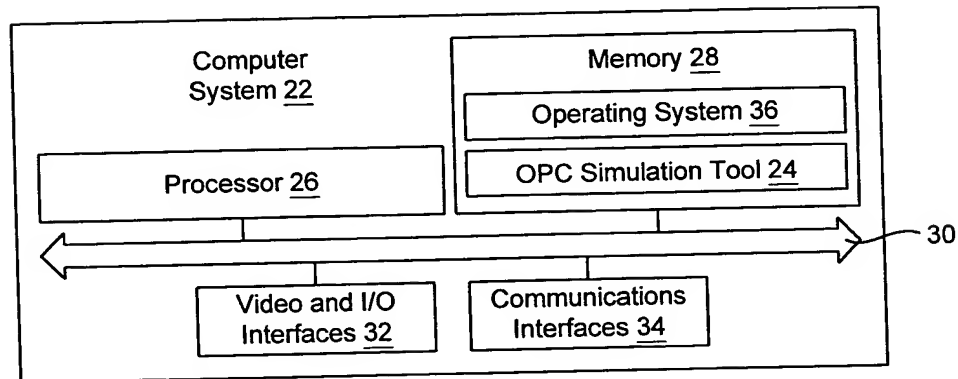 Computer
System 22
Memory 28
Operating System 36
OPC Simulation Tool 24
Processor 26
30
Video and I/O
Interfaces 32
Communications
Interfaces 34